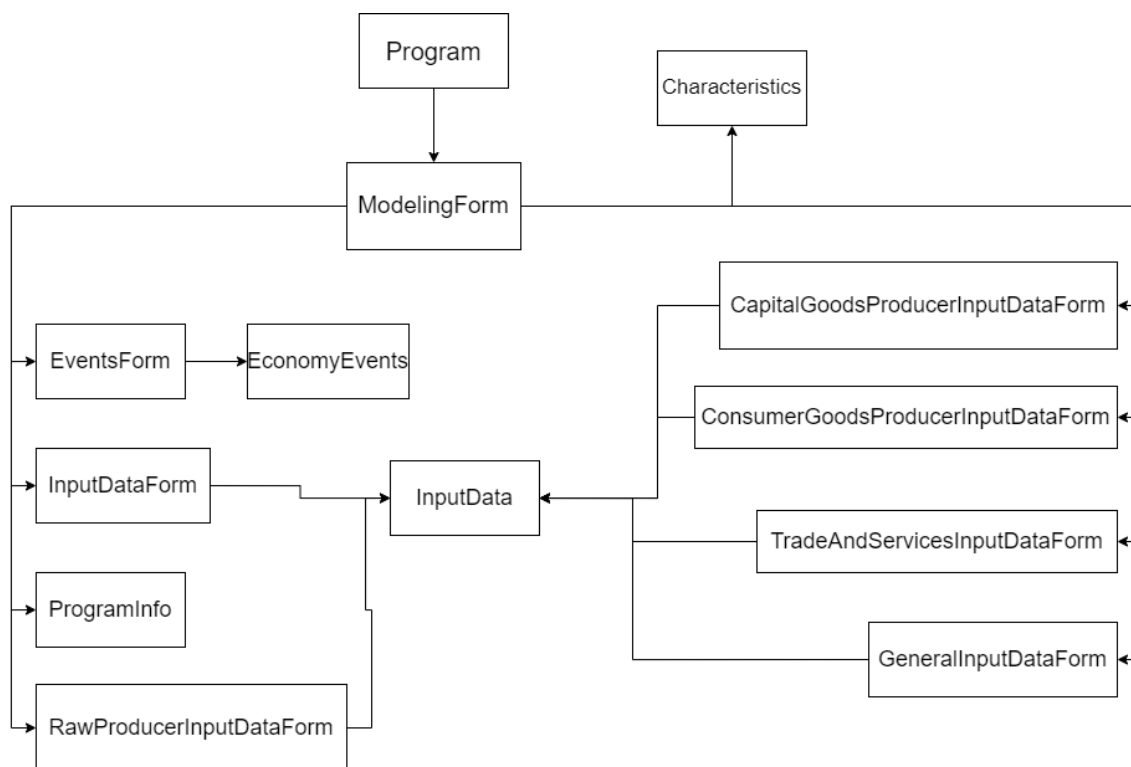 Program
Characteristics
ModelingForm
CapitalGoodsProducerInputDataForm
EventsForm
EconomyEvents
ConsumerGoodsProducerInputDataForm
InputDataForm
InputData
TradeAndServicesInputDataForm
ProgramInfo
GeneralInputDataForm
RawProducerInputDataForm